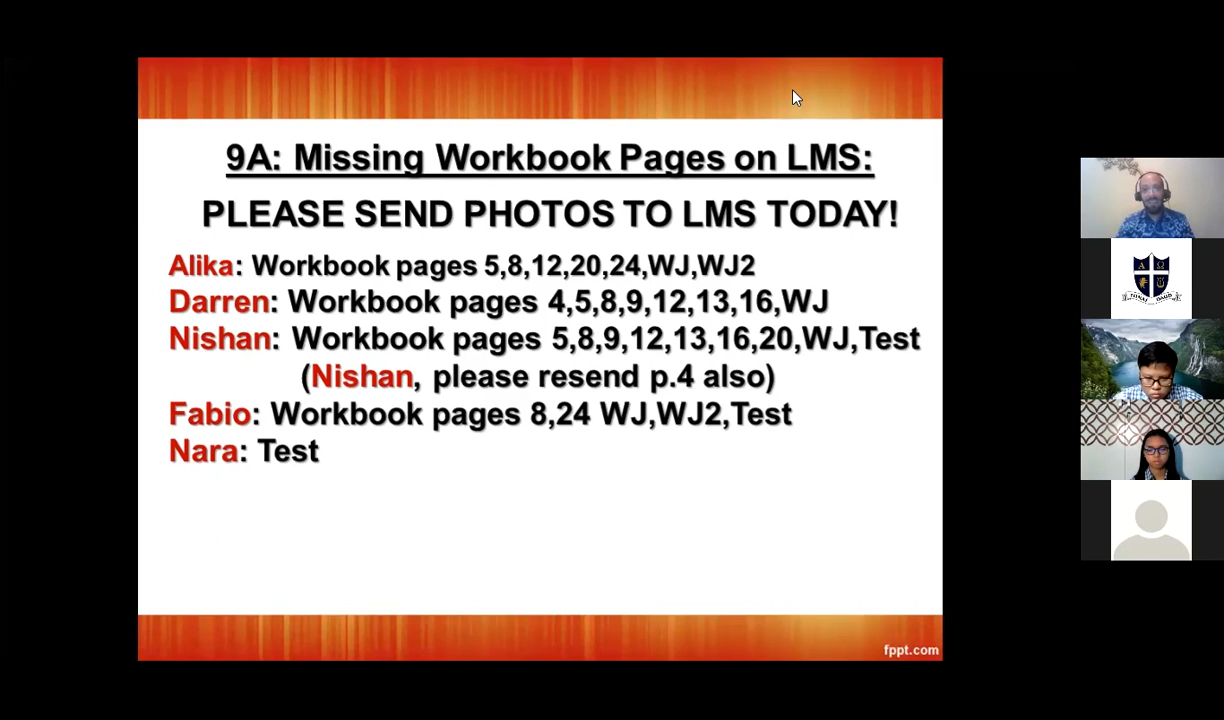 9A: Missing Workbook Pages on LMS:
PLEASE SEND PHOTOS TO LMS TODAY!
Alika: Workbook pages 5,8,12,20,24,WJ,WJ2
Darren: Workbook pages 4,5,8,9,12,13,16,WJ
Nishan: Workbook pages 5,8,9,12,13,16,20,WJ,Test
(Nishan, please resend p.4 also)
Fabio: Workbook pages 8,24 WJ,WJ2,Test
Nara: Test
fppt.com